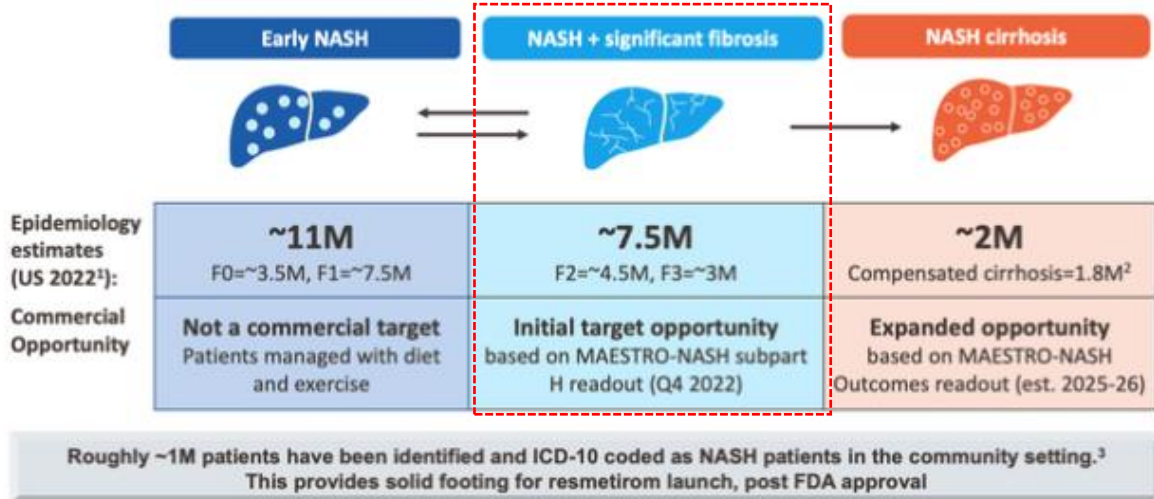 Early NASH
NASH + significant fibrosis
NASH cirrhosis
Epidemiology
estimates
(US 2022¹):
~11M
F0=~3.5M, F1=~7.5M
~7.5M
F2=~4.5M, F3=~3M
~2M
Compensated cirrhosis=1.8M²
Commercial
Opportunity
Not a commercial target
Patients managed with diet
and exercise
Initial target opportunity
based on MAESTRO-NASH subpart
H readout (Q4 2022)
Expanded opportunity
based on MAESTRO-NASH
Outcomes readout (est. 2025-26)
Roughly ~1M patients have been identified and ICD-10 coded as NASH patients in the community setting.³
This provides solid footing for resmetirom launch, post FDA approval